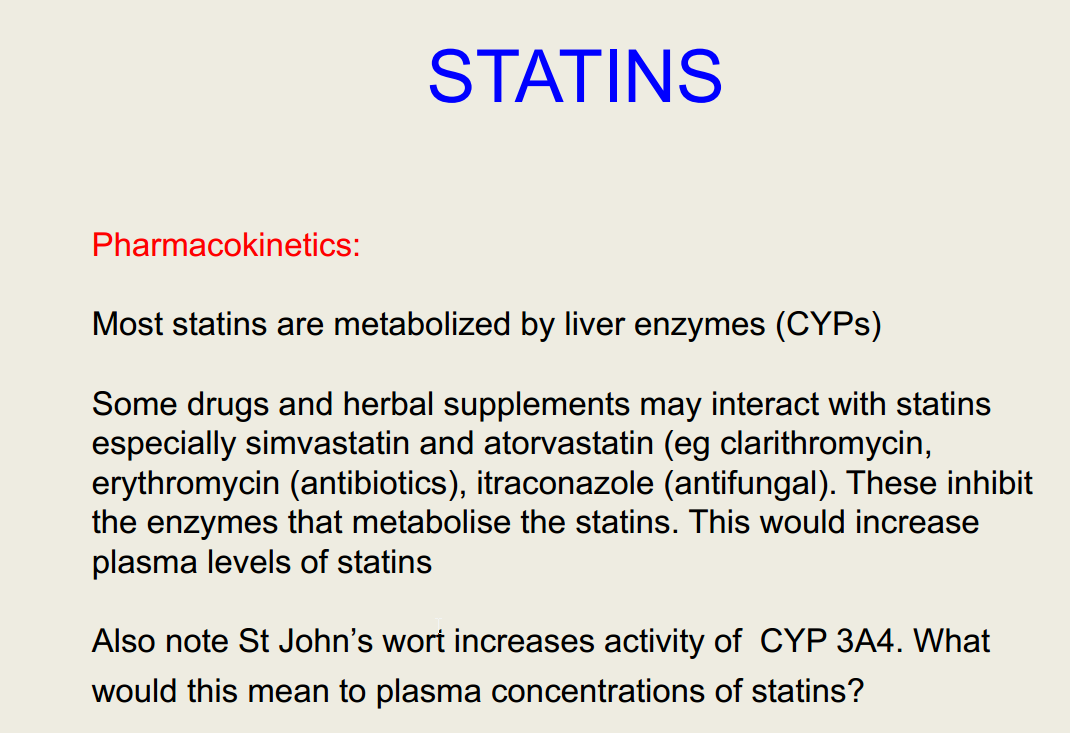 STATINS
Pharmacokinetics:
Most statins are metabolized by liver enzymes (CYPs)
Some drugs and herbal supplements may interact with statins
especially simvastatin and atorvastatin (eg clarithromycin,
erythromycin (antibiotics), itraconazole (antifungal). These inhibit
the enzymes that metabolise the statins. This would increase
plasma levels of statins
Also note St John’s wort increases activity of  CYP 3A4. What
would this mean to plasma concentrations of statins?